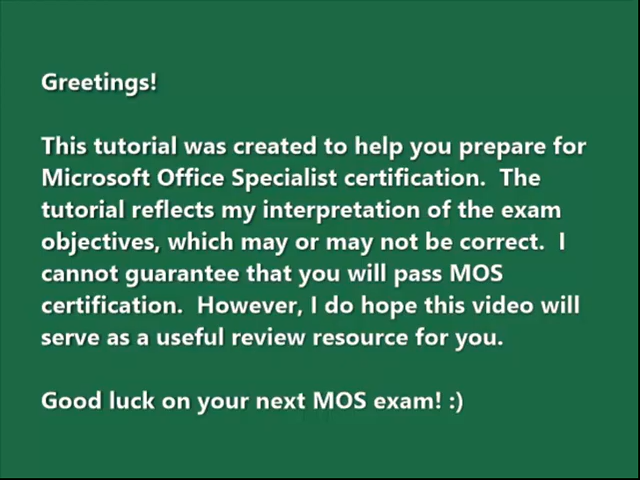 Greetings!
This tutorial was created to help you prepare for
Microsoft Office Specialist certification.  The
tutorial reflects my interpretation of the exam
objectives, which may or may not be correct.  I
cannot guarantee that you will pass MOS
certification.  However, I do hope this video will
serve as a useful review resource for you.
Good luck on your next MOS exam! :)